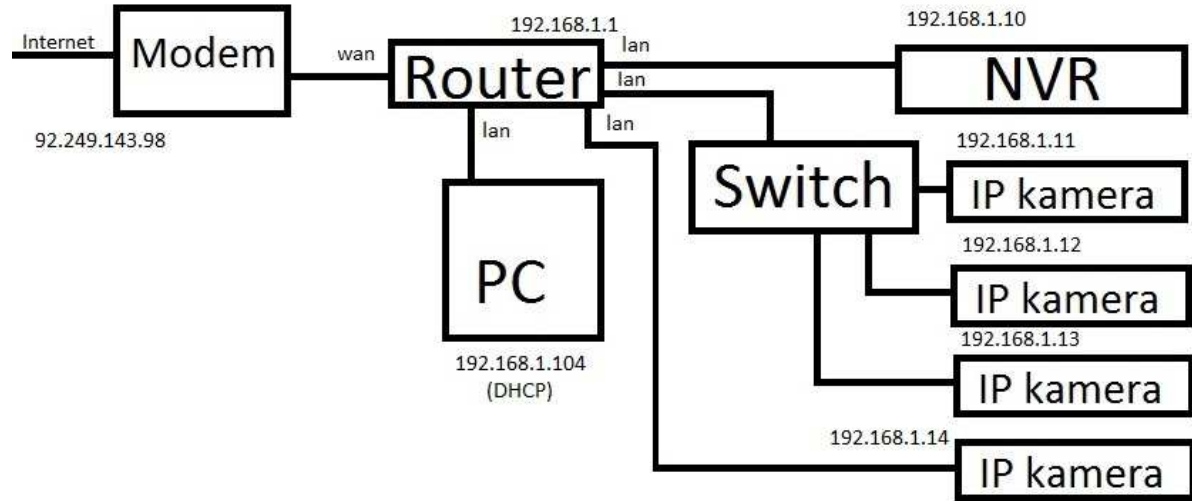 Internet
Modem
92.249.143.98
wan
192.168.1.1
Router
lan
lan
lan
lan
192.168.1.10
NVR
PC
192.168.1.104
(DHCP)
Switch
192.168.1.11
IP kamera
192.168.1.12
IP kamera
192.168.1.13
IP kamera
192.168.1.14
IP kamera